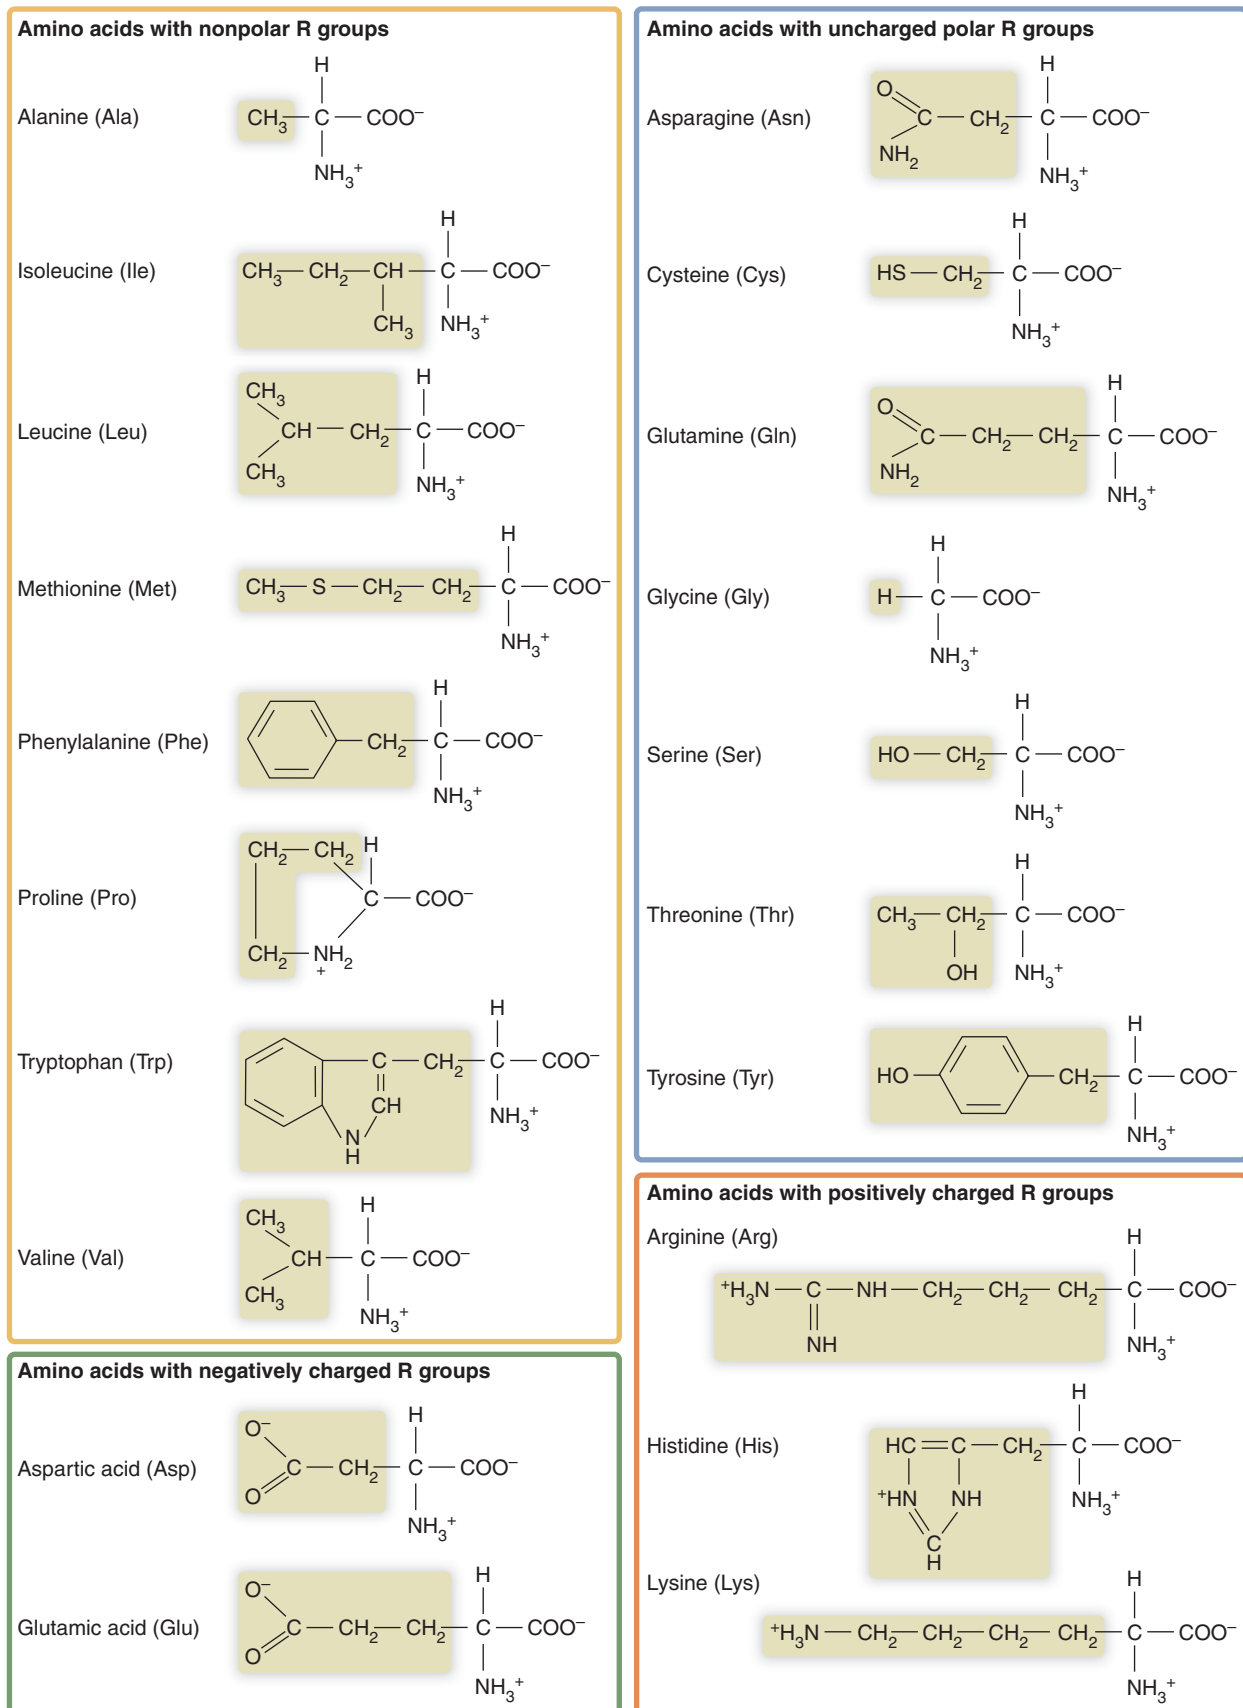 Amino acids with nonpolar R groups
Alanine (Ala)
H
CH₃—C—COO⁻
NH₃⁺
Isoleucine (Ile)
H
CH₃—CH₂—CH—C—COO⁻
CH₃ NH₃⁺
Leucine (Leu)
CH₃ H
CH—CH₂—C—COO⁻
CH₃ NH₃⁺
Methionine (Met)
H
CH₃—S—CH₂—CH₂—C—COO⁻
NH₃⁺
Phenylalanine (Phe)
H
CH₂—C—COO⁻
NH₃⁺
Proline (Pro)
CH₂—CH₂ H
C—COO⁻
CH₂—NH₂
+
Tryptophan (Trp)
H
C—CH₂—C—COO⁻
CH NH₃⁺
N
H
Valine (Val)
CH₃ H
CH—C—COO⁻
CH₃ NH₃⁺
Amino acids with negatively charged R groups
Aspartic acid (Asp)
O⁻ H
C—CH₂—C—COO⁻
O NH₃⁺
Glutamic acid (Glu)
O⁻ H
C—CH₂—CH₂—C—COO⁻
O NH₃⁺
Amino acids with uncharged polar R groups
Asparagine (Asn)
O H
C—CH₂—C—COO⁻
NH₂ NH₃⁺
Cysteine (Cys)
H
HS—CH₂—C—COO⁻
NH₃⁺
Glutamine (Gln)
O H
C—CH₂—CH₂—C—COO⁻
NH₂ NH₃⁺
Glycine (Gly)
H
H—C—COO⁻
NH₃⁺
Serine (Ser)
H
HO—CH₂—C—COO⁻
NH₃⁺
Threonine (Thr)
H
CH₃—CH₂—C—COO⁻
OH NH₃⁺
Tyrosine (Tyr)
H
HO CH₂—C—COO⁻
NH₃⁺
Amino acids with positively charged R groups
Arginine (Arg)
H
⁺H₃N—C—NH—CH₂—CH₂—CH₂—C—COO⁻
NH NH₃⁺
Histidine (His)
H
HC=C—CH₂—C—COO⁻
⁺HN NH NH₃⁺
C
H
Lysine (Lys)
H
⁺H₃N—CH₂—CH₂—CH₂—CH₂—C—COO⁻
NH₃⁺